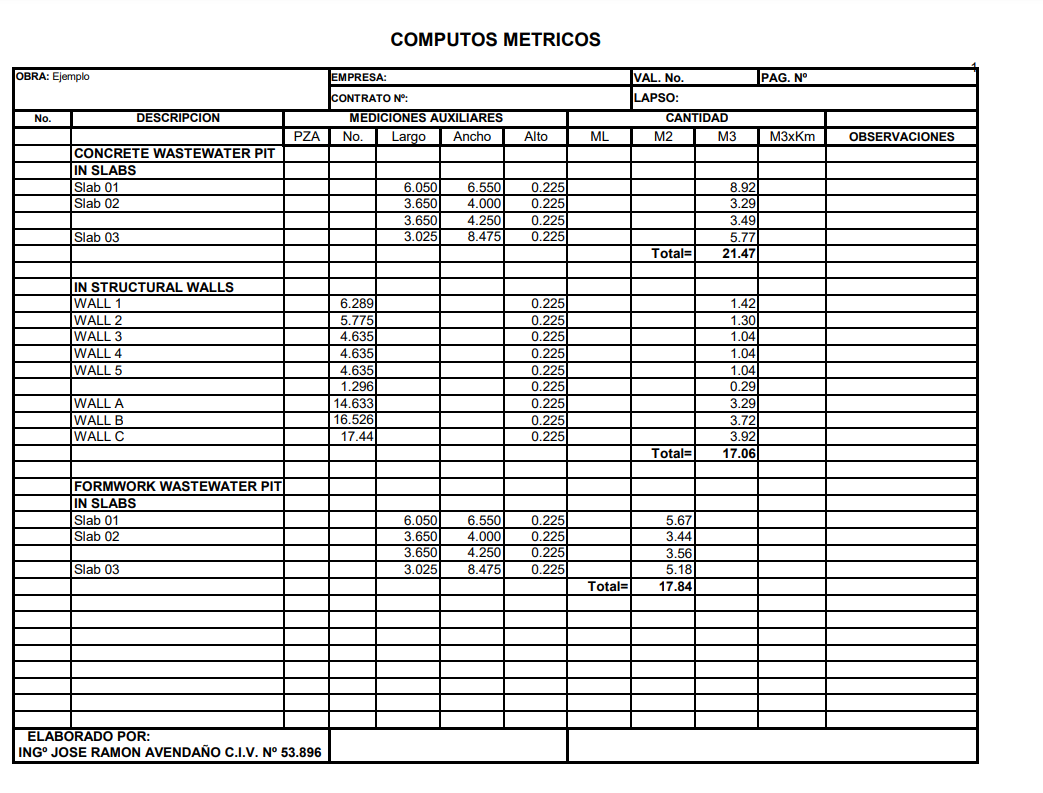 COMPUTOS METRICOS
1
OBRA: Ejemplo EMPRESA: VAL. No. PAG. Nº
CONTRATO Nº: LAPSO:
No. DESCRIPCION MEDICIONES AUXILIARES CANTIDAD
PZA No. Largo Ancho Alto ML M2 M3 M3xKm OBSERVACIONES
CONCRETE WASTEWATER PIT
IN SLABS
Slab 01 6.050 6.550 0.225 8.92
Slab 02 3.650 4.000 0.225 3.29
3.650 4.250 0.225 3.49
Slab 03 3.025 8.475 0.225 5.77
Total= 21.47
IN STRUCTURAL WALLS
WALL 1 6.289 0.225 1.42
WALL 2 5.775 0.225 1.30
WALL 3 4.635 0.225 1.04
WALL 4 4.635 0.225 1.04
WALL 5 4.635 0.225 1.04
1.296 0.225 0.29
WALL A 14.633 0.225 3.29
WALL B 16.526 0.225 3.72
WALL C 17.44 0.225 3.92
Total= 17.06
FORMWORK WASTEWATER PIT
IN SLABS
Slab 01 6.050 6.550 0.225 5.67
Slab 02 3.650 4.000 0.225 3.44
3.650 4.250 0.225 3.56
Slab 03 3.025 8.475 0.225 5.18
Total= 17.84
ELABORADO POR:
INGº JOSE RAMON AVENDAÑO C.I.V. Nº 53.896